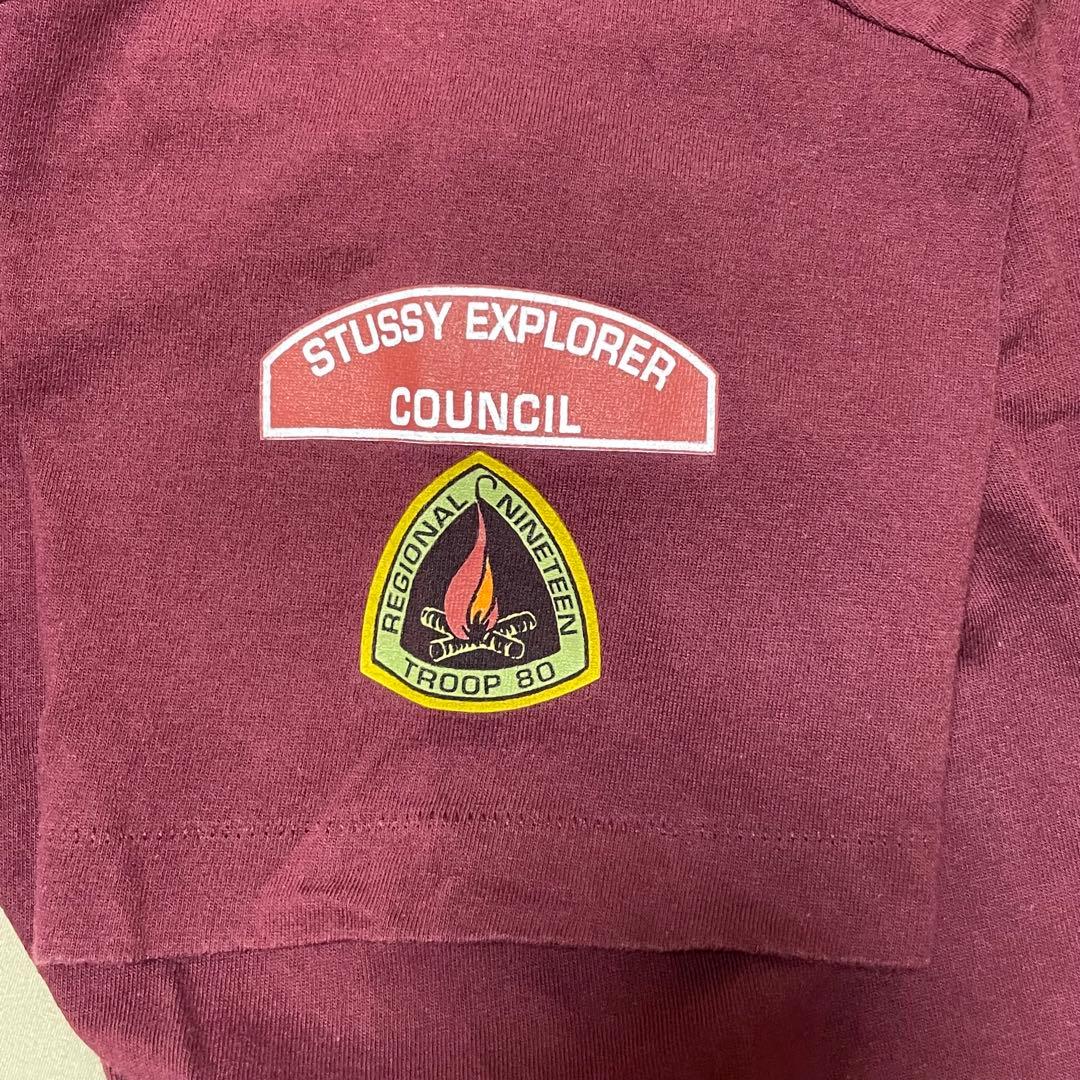 STUSSY EXPLORER
COUNCIL
REGIONAL NINETEEN
TROOP 80